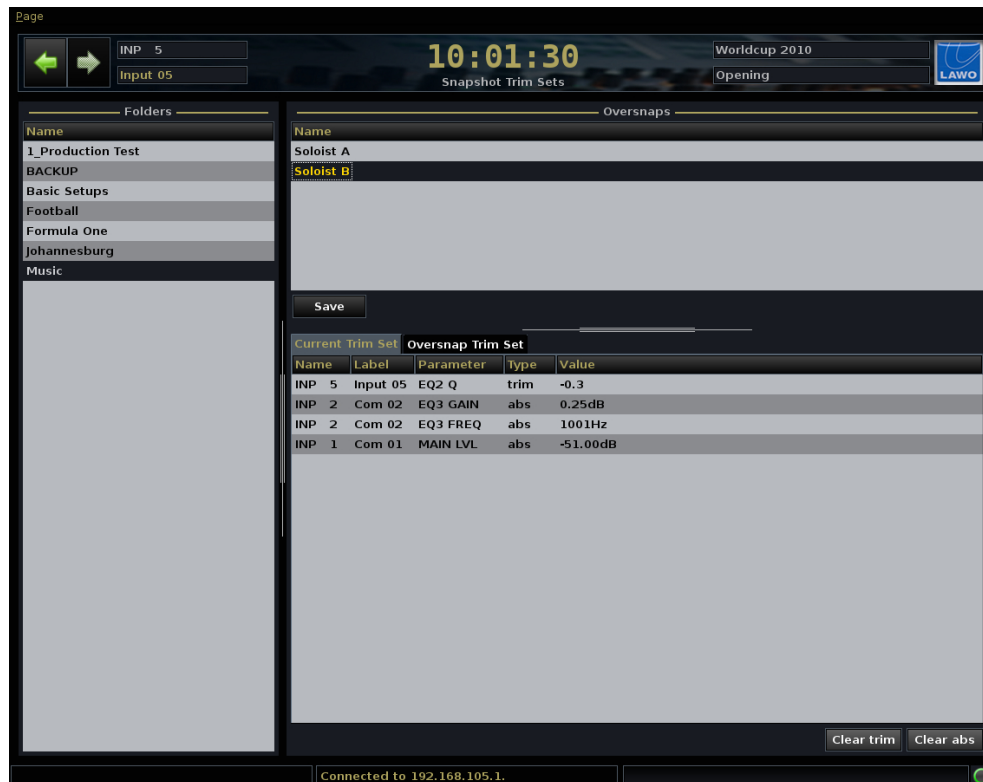 Page
INP 5
Input 05
10:01:30
Snapshot Trim Sets
Worldcup 2010
Opening
LAWO
Folders
Name
1_Production Test
BACKUP
Basic Setups
Football
Formula One
Johannesburg
Music
Oversnaps
Name
Soloist A
Soloist B
Save
Current Trim Set Oversnap Trim Set
Name Label Parameter Type Value
INP 5 Input 05 EQ2 Q trim -0.3
INP 2 Com 02 EQ3 GAIN abs 0.25dB
INP 2 Com 02 EQ3 FREQ abs 1001Hz
INP 1 Com 01 MAIN LVL abs -51.00dB
Clear trim Clear abs
Connected to 192.168.105.1.